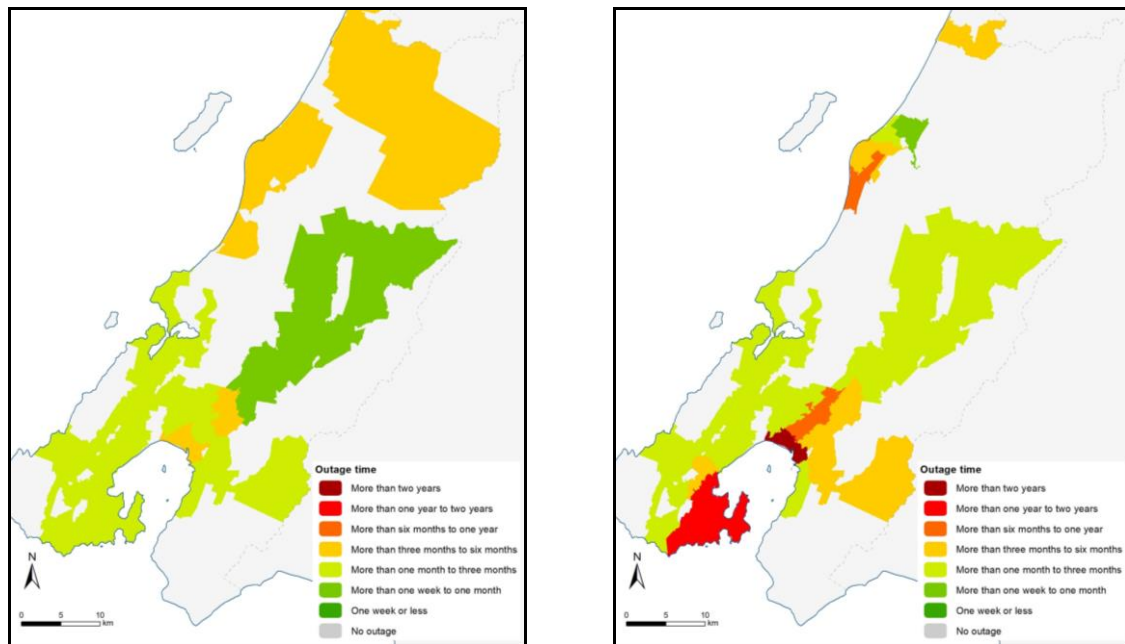 Outage time
More than two years
More than one year to two years
More than six months to one year
More than three months to six months
More than one month to three months
More than one week to one month
One week or less
No outage
N
0 5 10
km
Outage time
More than two years
More than one year to two years
More than six months to one year
More than three months to six months
More than one month to three months
More than one week to one month
One week or less
No outage
N
0 5 10
km